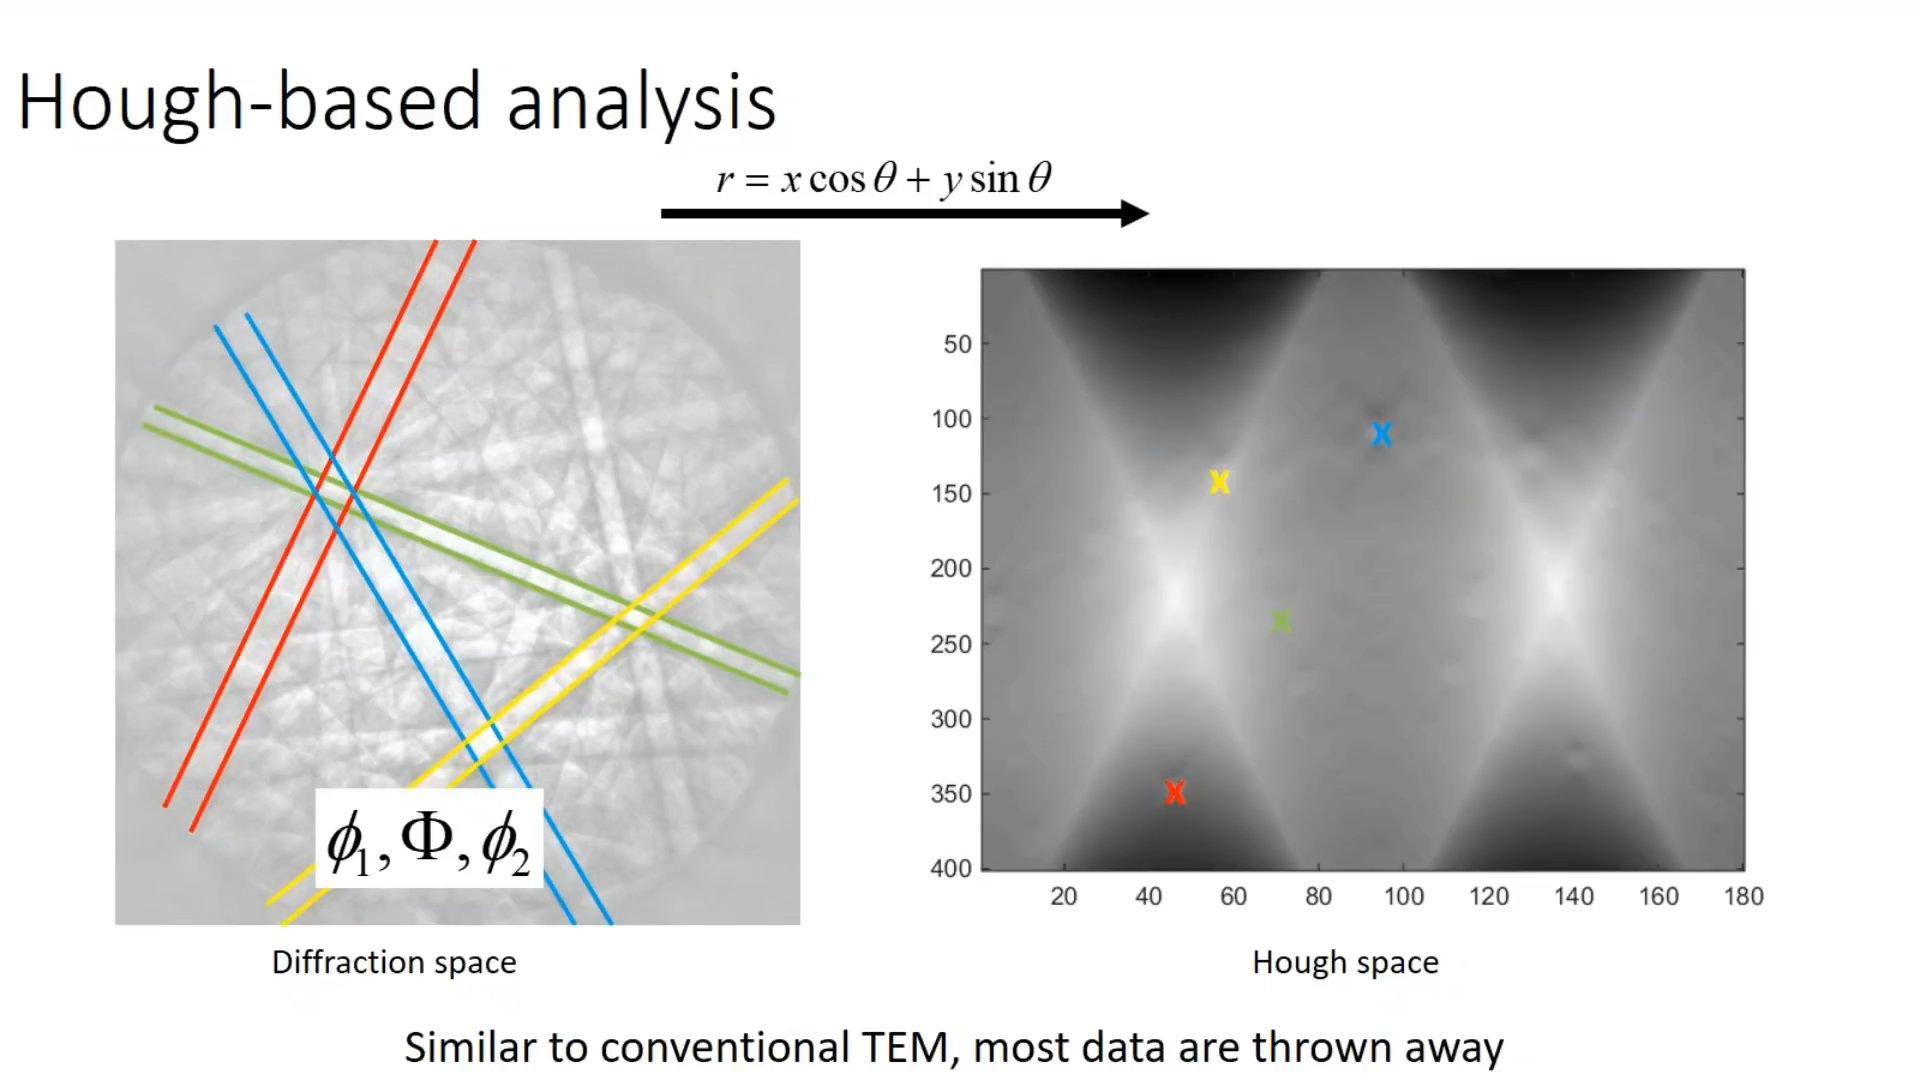 Hough-based analysis
r = x cos θ + y sin θ
50
100
150
200
250
300
350
400
20 40 60 80 100 120 140 160 180
X
X
X
X
ϕ₁, Φ, ϕ₂
Diffraction space
Hough space
Similar to conventional TEM, most data are thrown away